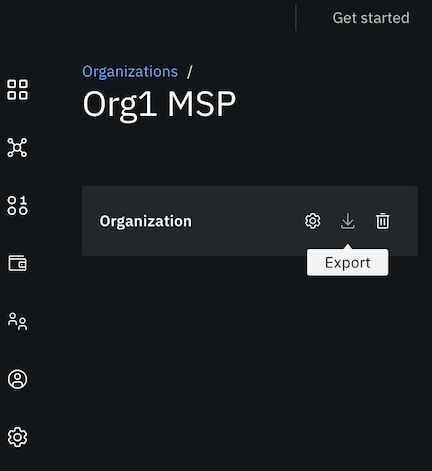 Get started
Organizations /
Org1 MSP
Organization
Export